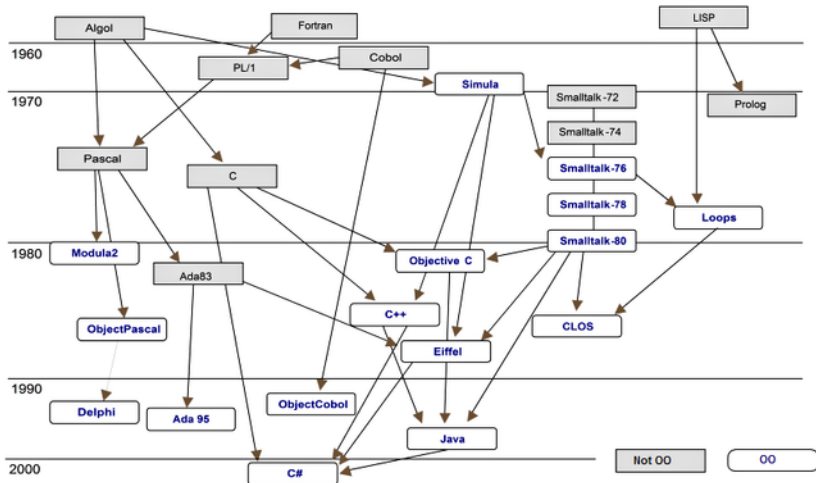 Algol
Fortran
LISP
1960
Cobol
PL/1
Simula
1970
Smalltalk-72
Prolog
Smalltalk-74
Pascal
C
Smalltalk-76
Smalltalk-78
Loops
1980
Modula2
Objective C
Smalltalk-80
Ada83
C++
ObjectPascal
CLOS
Eiffel
1990
Delphi
Ada 95
ObjectCobol
Java
2000
C#
Not OO
OO